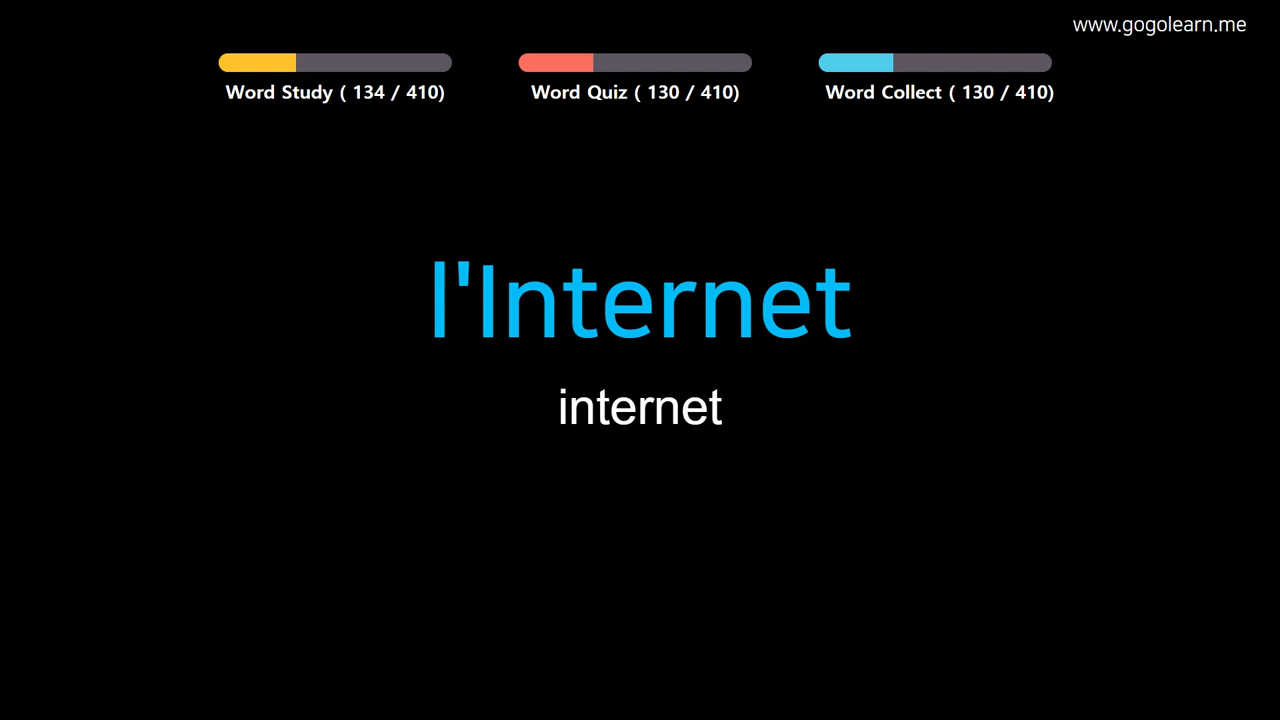 www.gogolearn.me
Word Study ( 134 / 410)
Word Quiz ( 130 / 410)
Word Collect ( 130 / 410)
l'Internet
internet